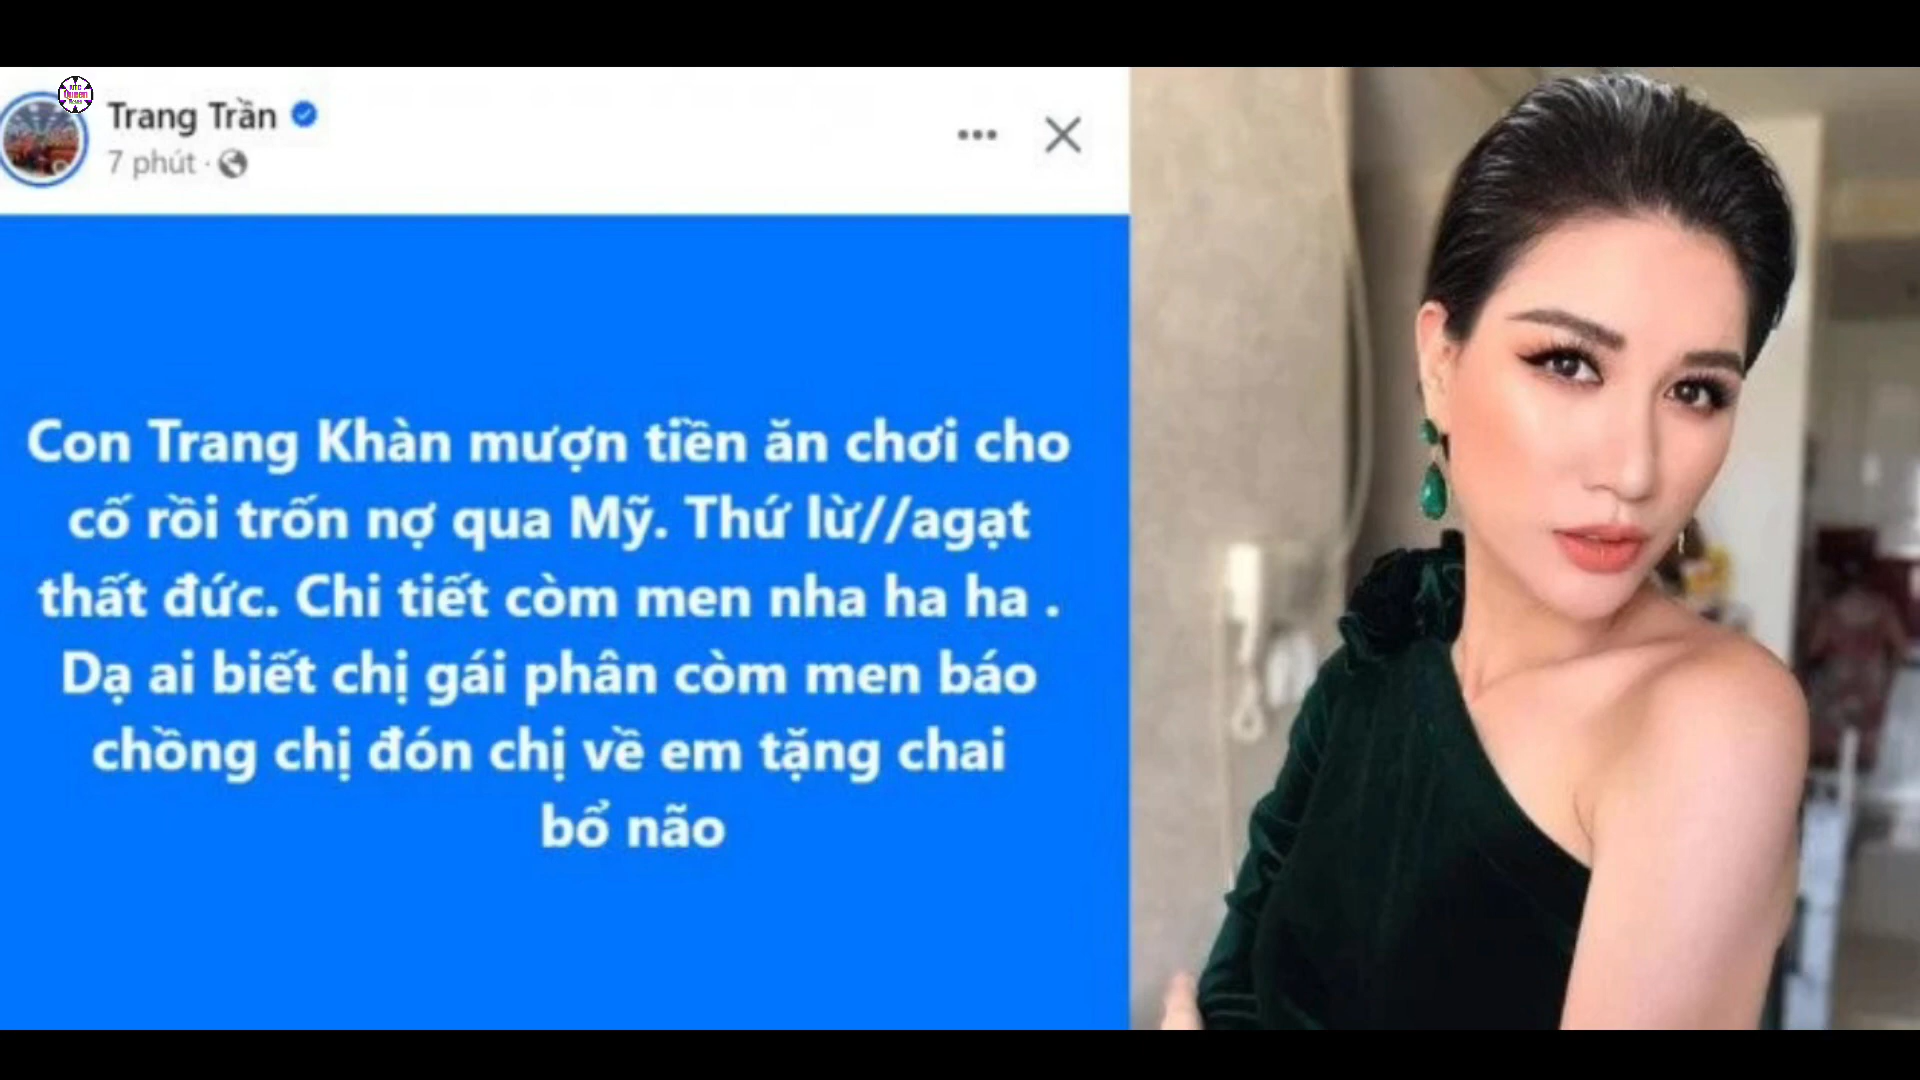 Queen
Trang Trần
7 phút ·
Con Trang Khàn mượn tiền ăn chơi cho
cố rồi trốn nợ qua Mỹ. Thứ lừ//agạt
thất đức. Chi tiết còm men nha ha ha .
Dạ ai biết chị gái phân còm men báo
chồng chị đón chị về em tặng chai
bổ não